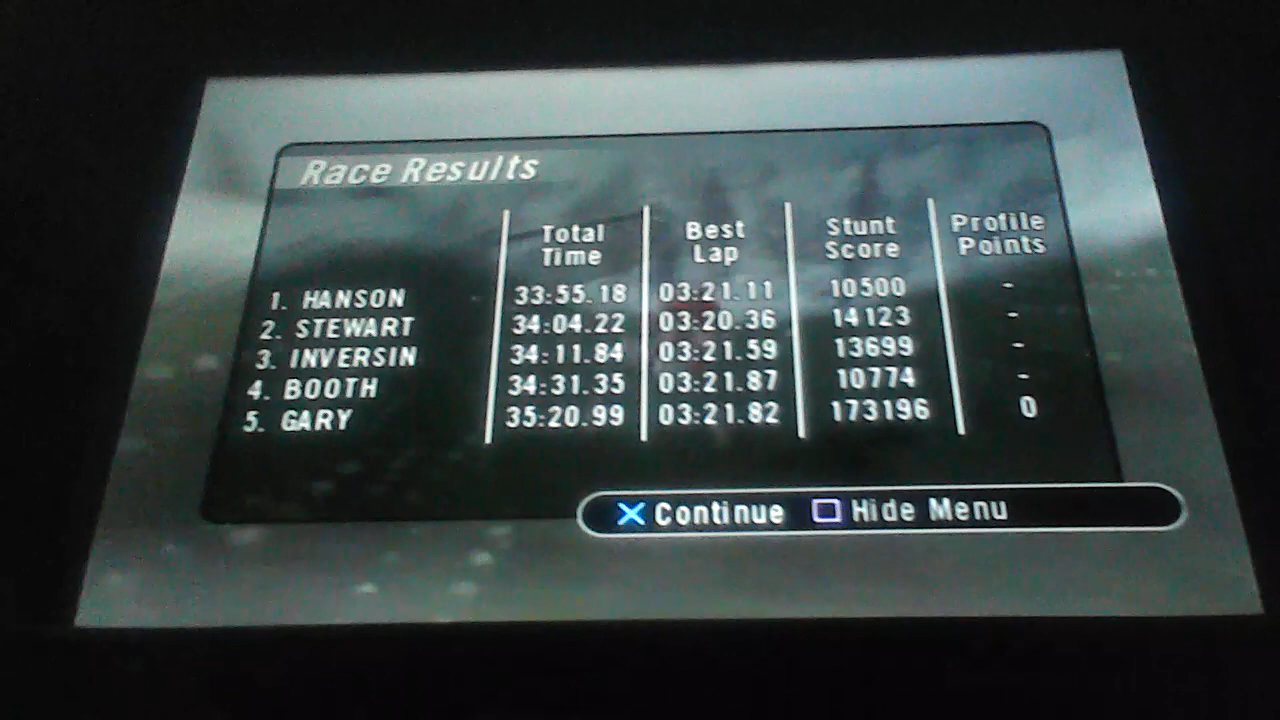 Race Results
Total Time Best Lap Stunt Score Profile Points
1. HANSON 33:55.18 03:21.11 10500 -
2. STEWART 34:04.22 03:20.36 14123 -
3. INVERSIN 34:11.84 03:21.59 13699 -
4. BOOTH 34:31.35 03:21.87 10774 -
5. GARY 35:20.99 03:21.82 173196 0
Continue Hide Menu